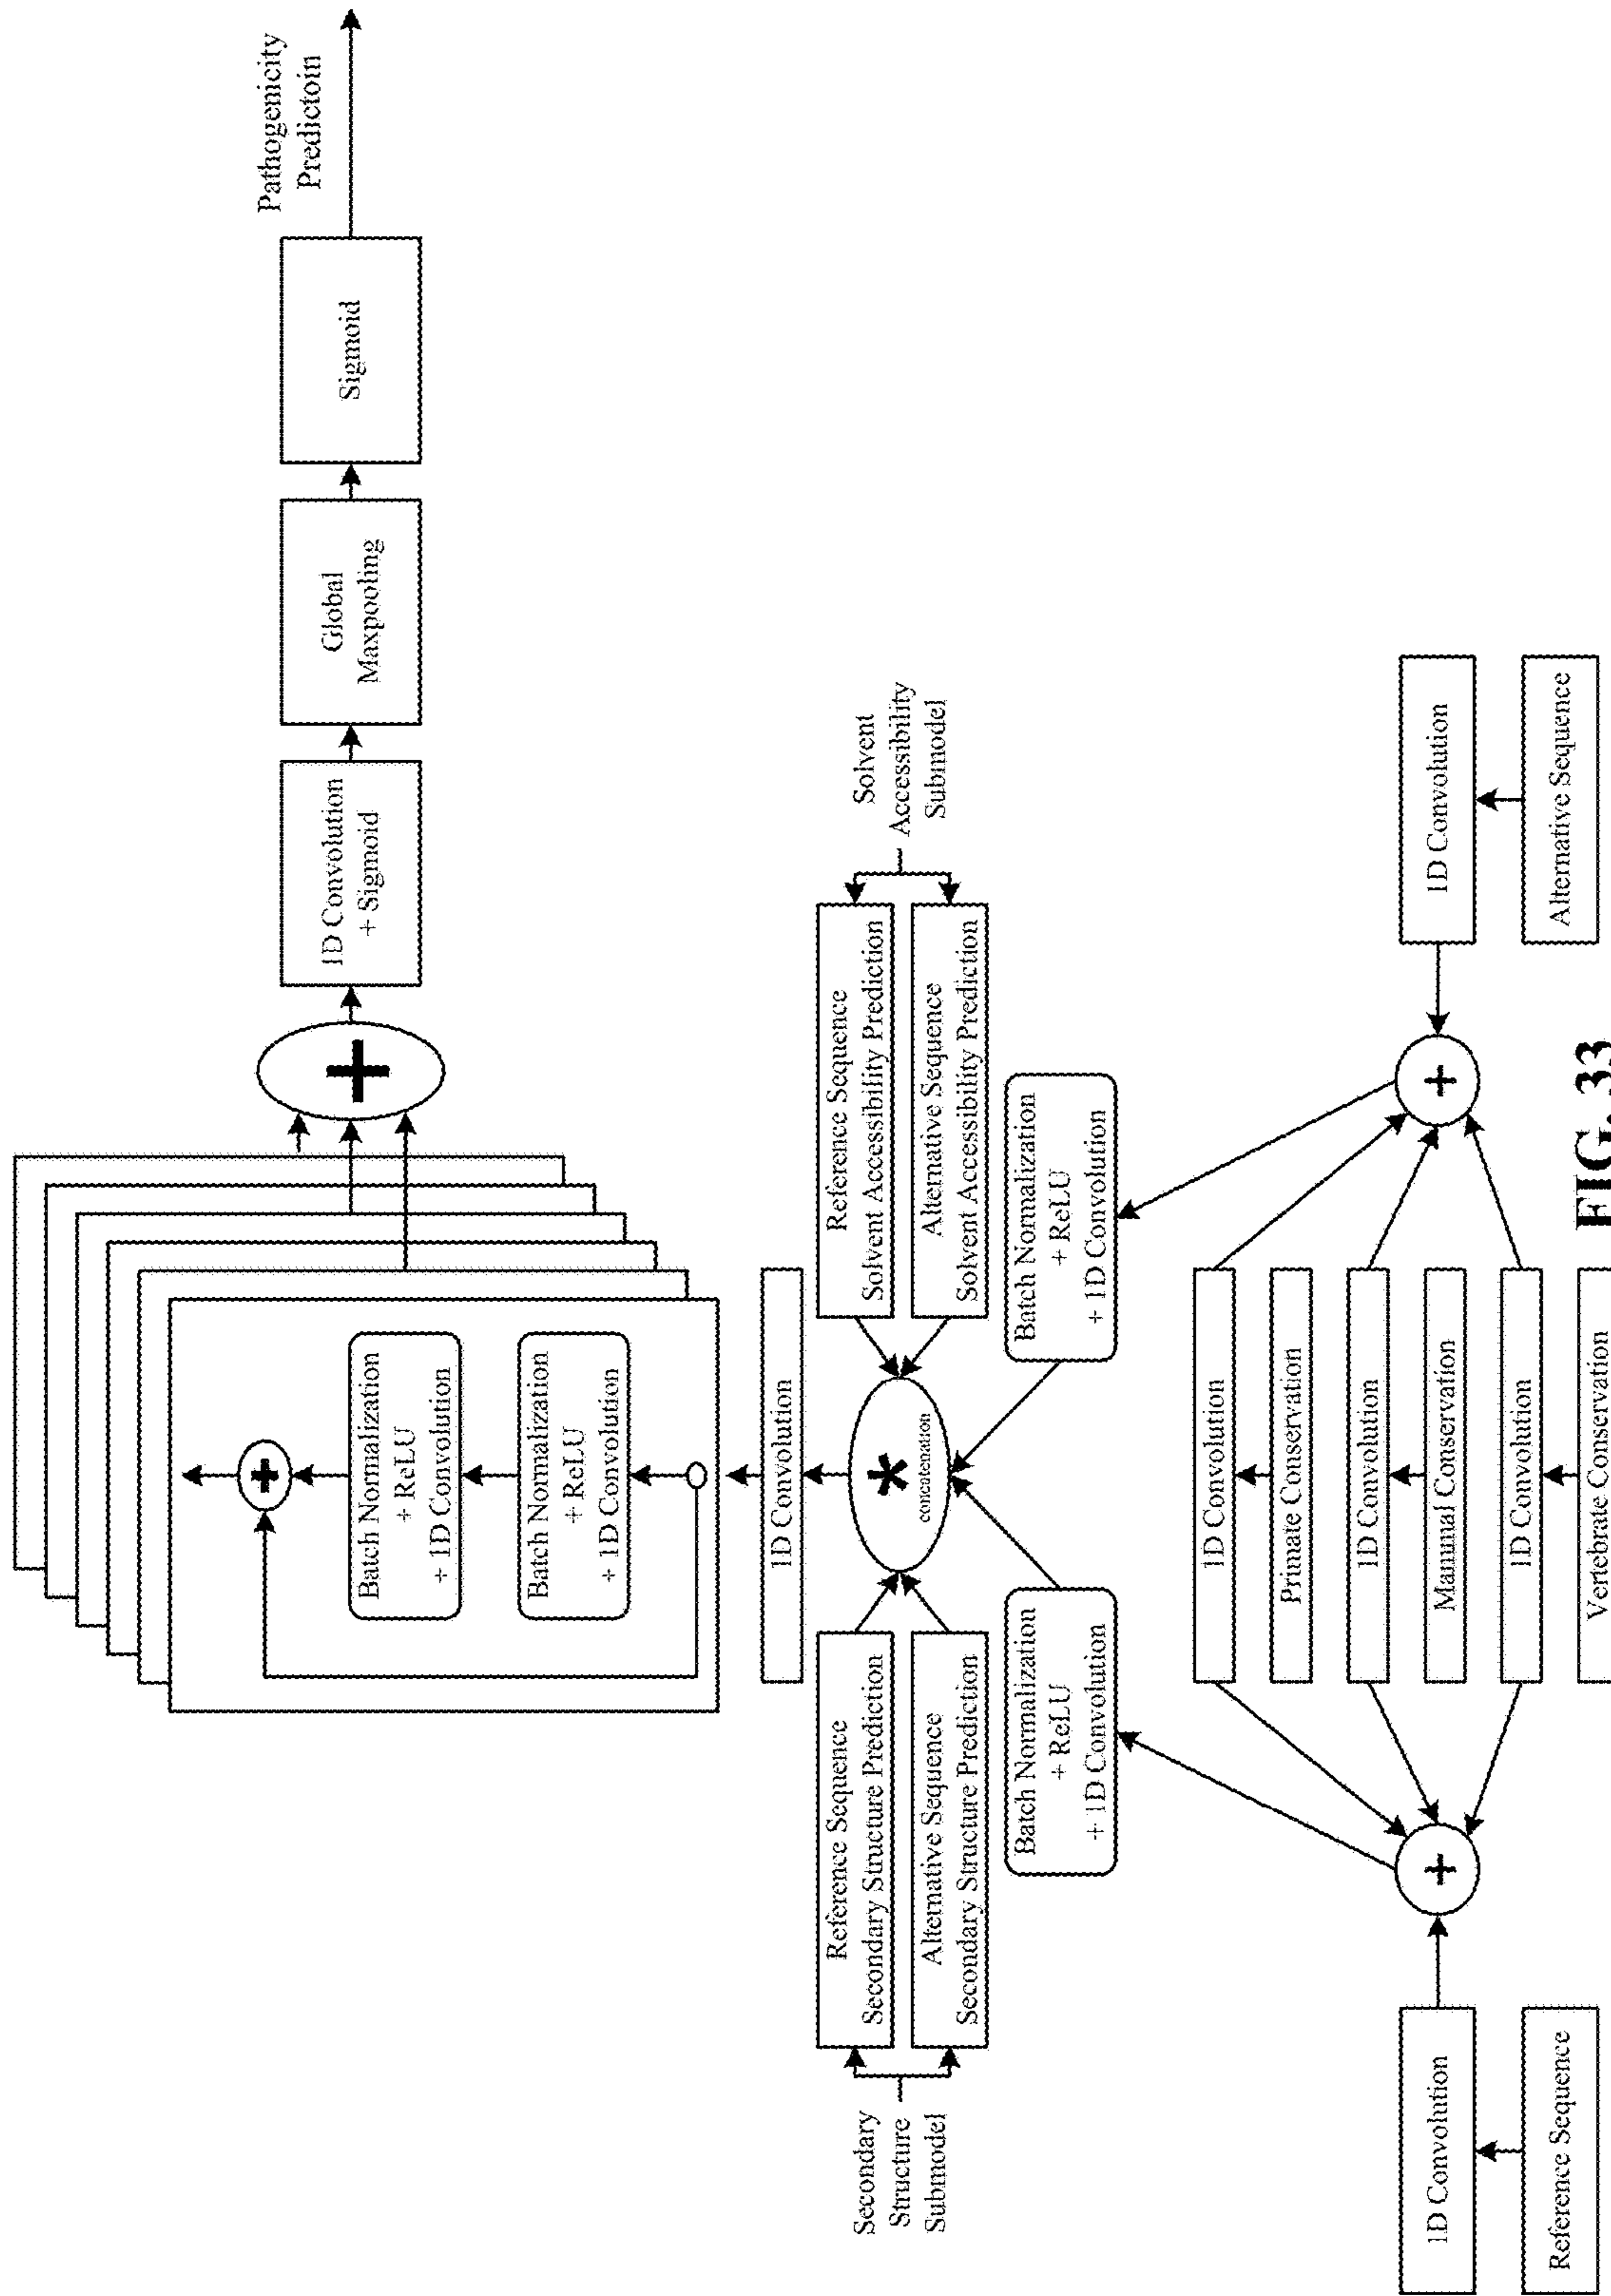 Pathogenicity
Predictoin
1D Convolution
+ Sigmoid
Global
Maxpooling
Sigmoid
+
+
Batch Normalization
+ ReLU
+ 1D Convolution
Batch Normalization
+ ReLU
+ 1D Convolution
1D Convolution
Secondary
Structure
Submodel
Reference Sequence
Secondary Structure Prediction
Alternative Sequence
Secondary Structure Prediction
*
concatenation
Reference Sequence
Solvent Accessibility Prediction
Alternative Sequence
Solvent Accessibility Prediction
Solvent
Accessibility
Submodel
Batch Normalization
+ ReLU
+ 1D Convolution
Batch Normalization
+ ReLU
+ 1D Convolution
1D Convolution
Primate Conservation
1D Convolution
Mammal Conservation
1D Convolution
Vertebrate Conservation
1D Convolution
Reference Sequence
+
+
1D Convolution
Alternative Sequence
FIG. 33